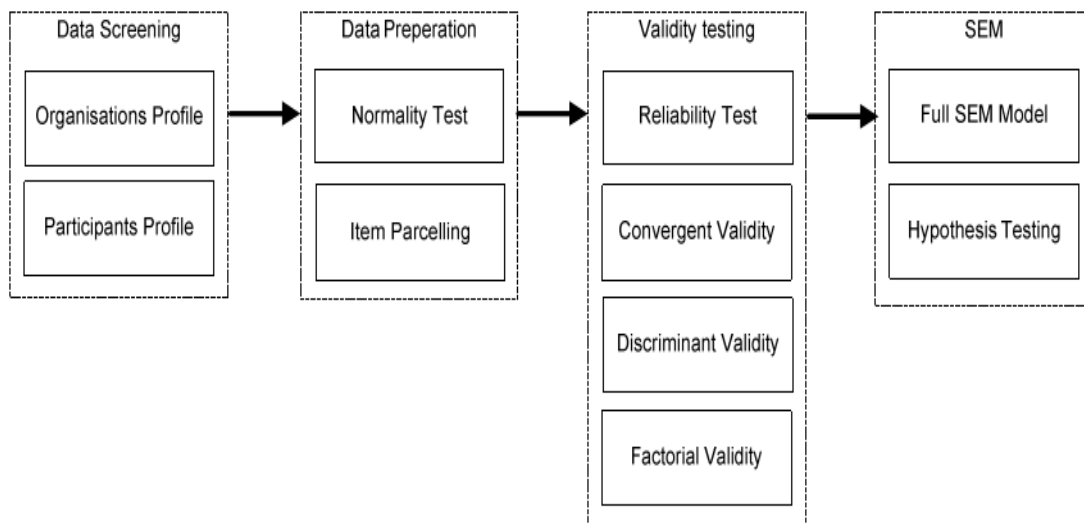 Data Screening
Organisations Profile
Participants Profile
Data Preperation
Normality Test
Item Parcelling
Validity testing
Reliability Test
Convergent Validity
Discriminant Validity
Factorial Validity
SEM
Full SEM Model
Hypothesis Testing